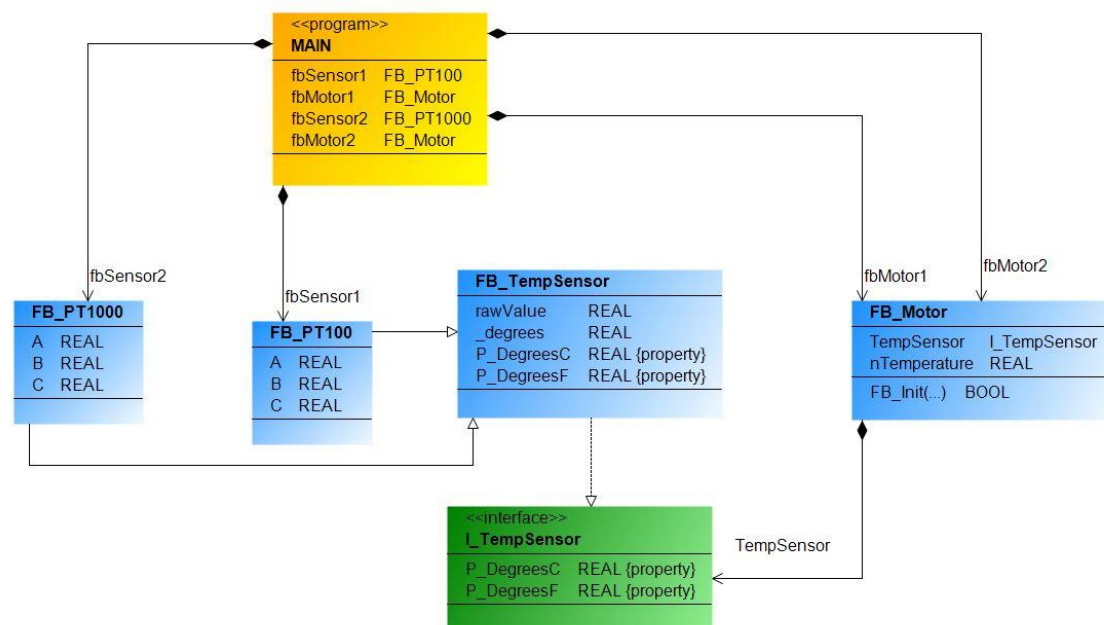 <<program>>
MAIN
fbSensor1 FB_PT100
fbMotor1 FB_Motor
fbSensor2 FB_PT1000
fbMotor2 FB_Motor
fbSensor2
fbSensor1
fbMotor1
fbMotor2
FB_PT1000
A REAL
B REAL
C REAL
FB_PT100
A REAL
B REAL
C REAL
FB_TempSensor
rawValue REAL
_degrees REAL
P_DegreesC REAL {property}
P_DegreesF REAL {property}
FB_Motor
TempSensor I_TempSensor
nTemperature REAL
FB_Init(...) BOOL
TempSensor
<<interface>>
I_TempSensor
P_DegreesC REAL {property}
P_DegreesF REAL {property}